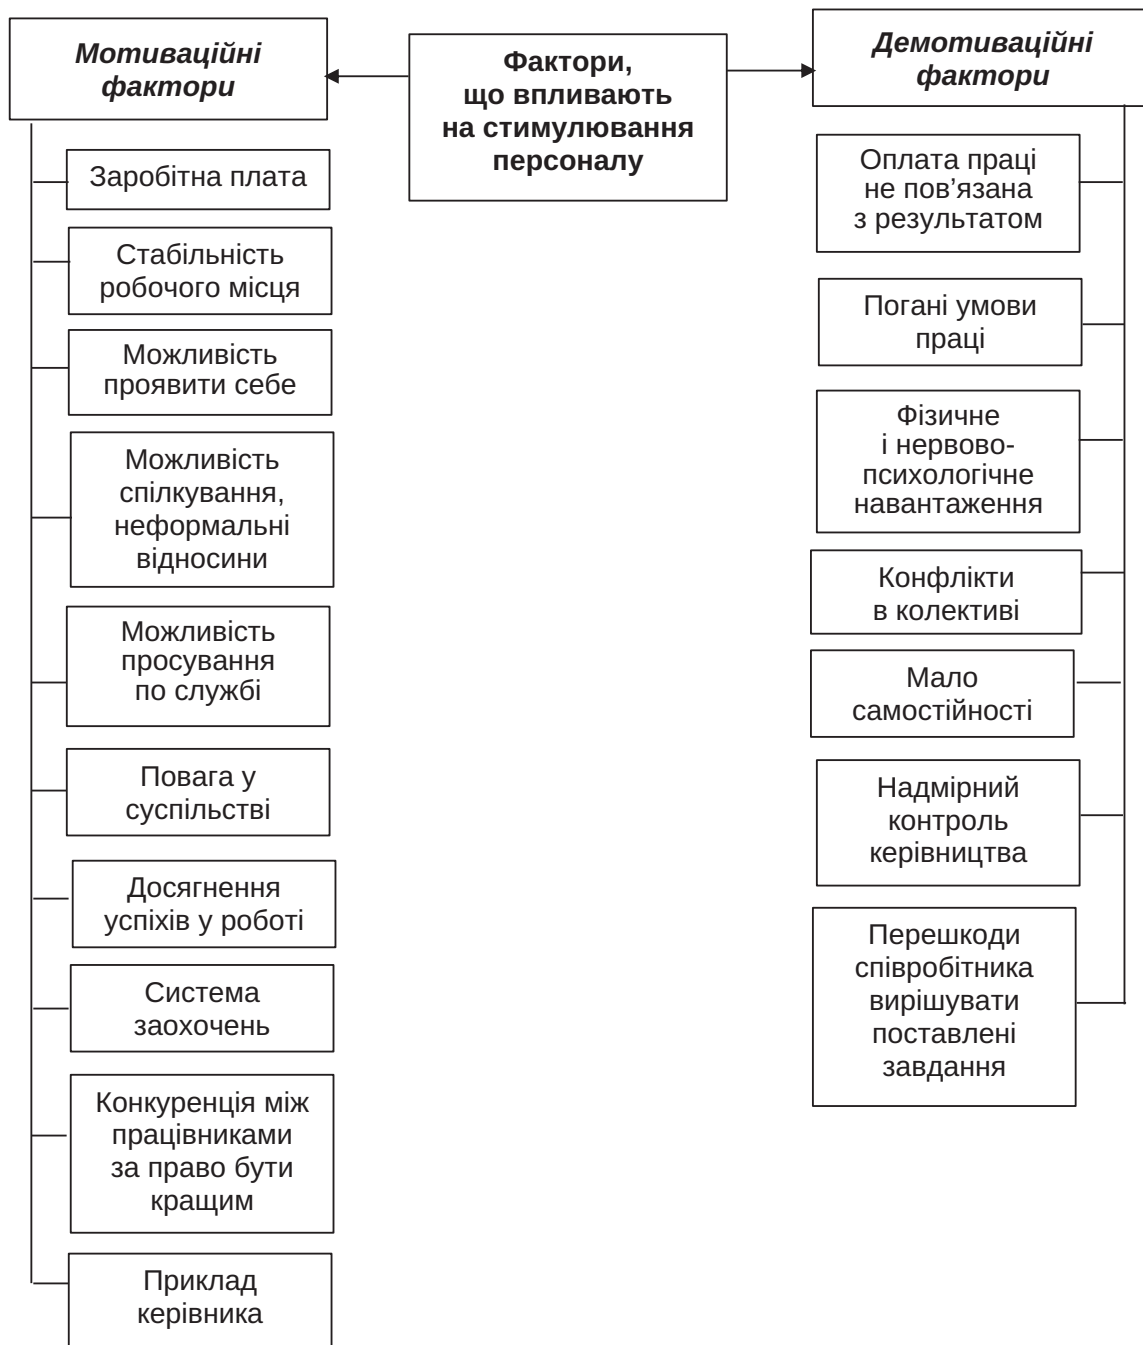 Мотиваційні
фактори
Фактори,
що впливають
на стимулювання
персоналу
Демотиваційні
фактори
Заробітна плата
Стабільність
робочого місця
Можливість
проявити себе
Можливість
спілкування,
неформальні
відносини
Можливість
просування
по службі
Повага у
суспільстві
Досягнення
успіхів у роботі
Система
заохочень
Конкуренція між
працівниками
за право бути
кращим
Приклад
керівника
Оплата праці
не пов’язана
з результатом
Погані умови
праці
Фізичне
і нервово-
психологічне
навантаження
Конфлікти
в колективі
Мало
самостійності
Надмірний
контроль
керівництва
Перешкоди
співробітника
вирішувати
поставлені
завдання